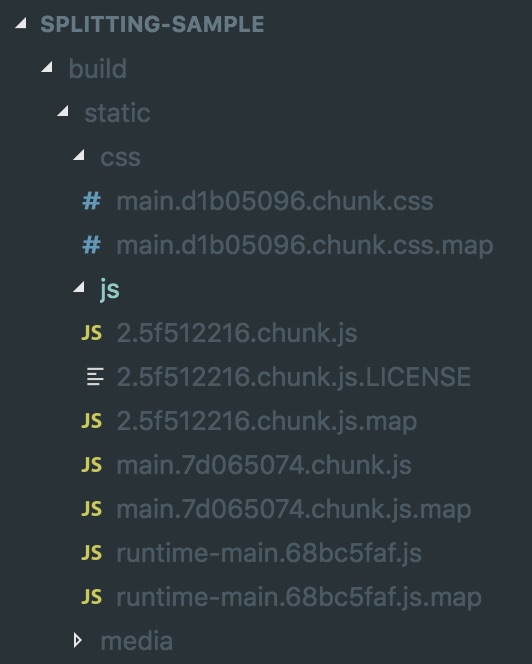 SPLITTING-SAMPLE
build
static
css
# main.d1b05096.chunk.css
# main.d1b05096.chunk.css.map
js
JS 2.5f512216.chunk.js
2.5f512216.chunk.js.LICENSE
JS 2.5f512216.chunk.js.map
JS main.7d065074.chunk.js
JS main.7d065074.chunk.js.map
JS runtime-main.68bc5faf.js
JS runtime-main.68bc5faf.js.map
media